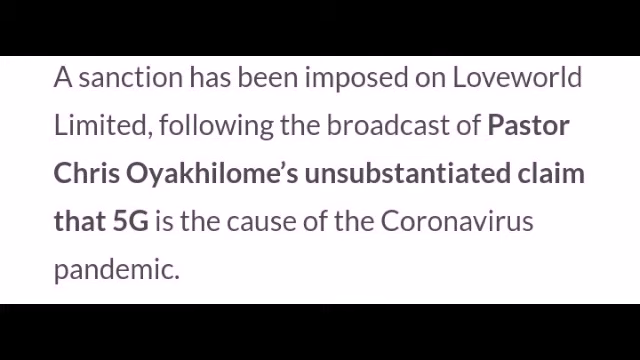 A sanction has been imposed on Loveworld
Limited, following the broadcast of Pastor
Chris Oyakhilome’s unsubstantiated claim
that 5G is the cause of the Coronavirus
pandemic.